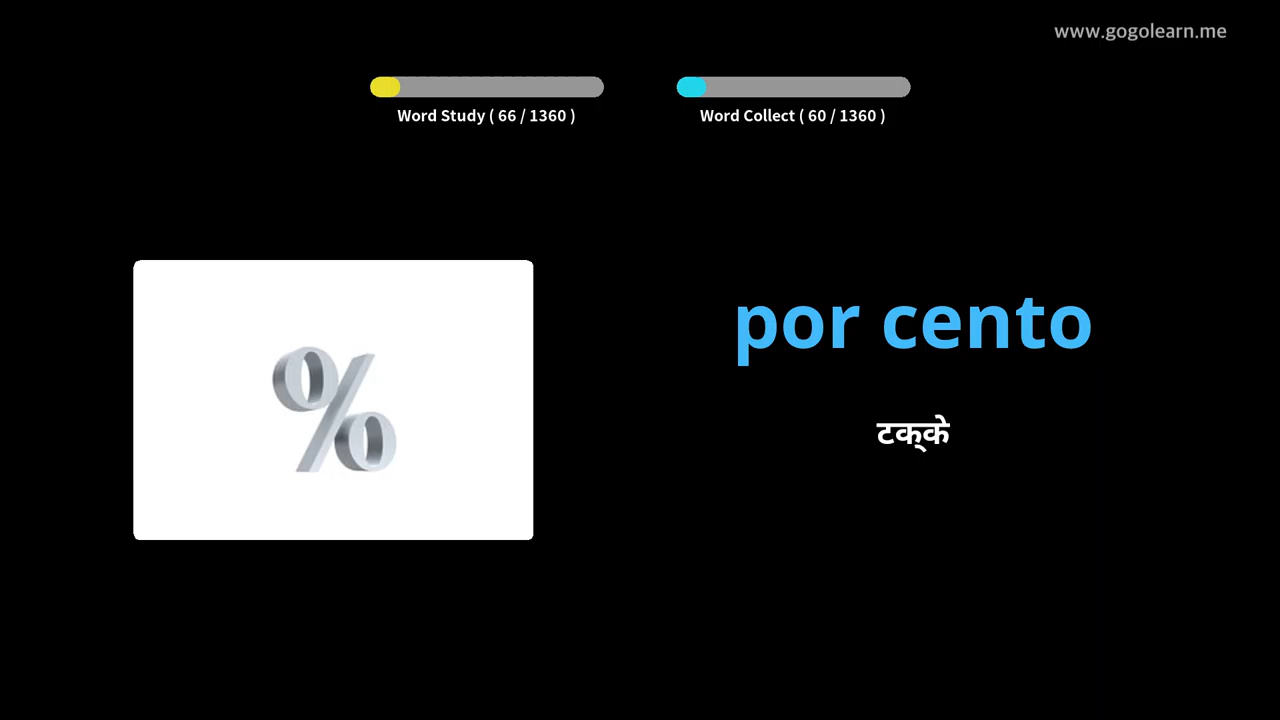 www.gogolearn.me
Word Study ( 66 / 1360 )
Word Collect ( 60 / 1360 )
%
por cento
टक्के